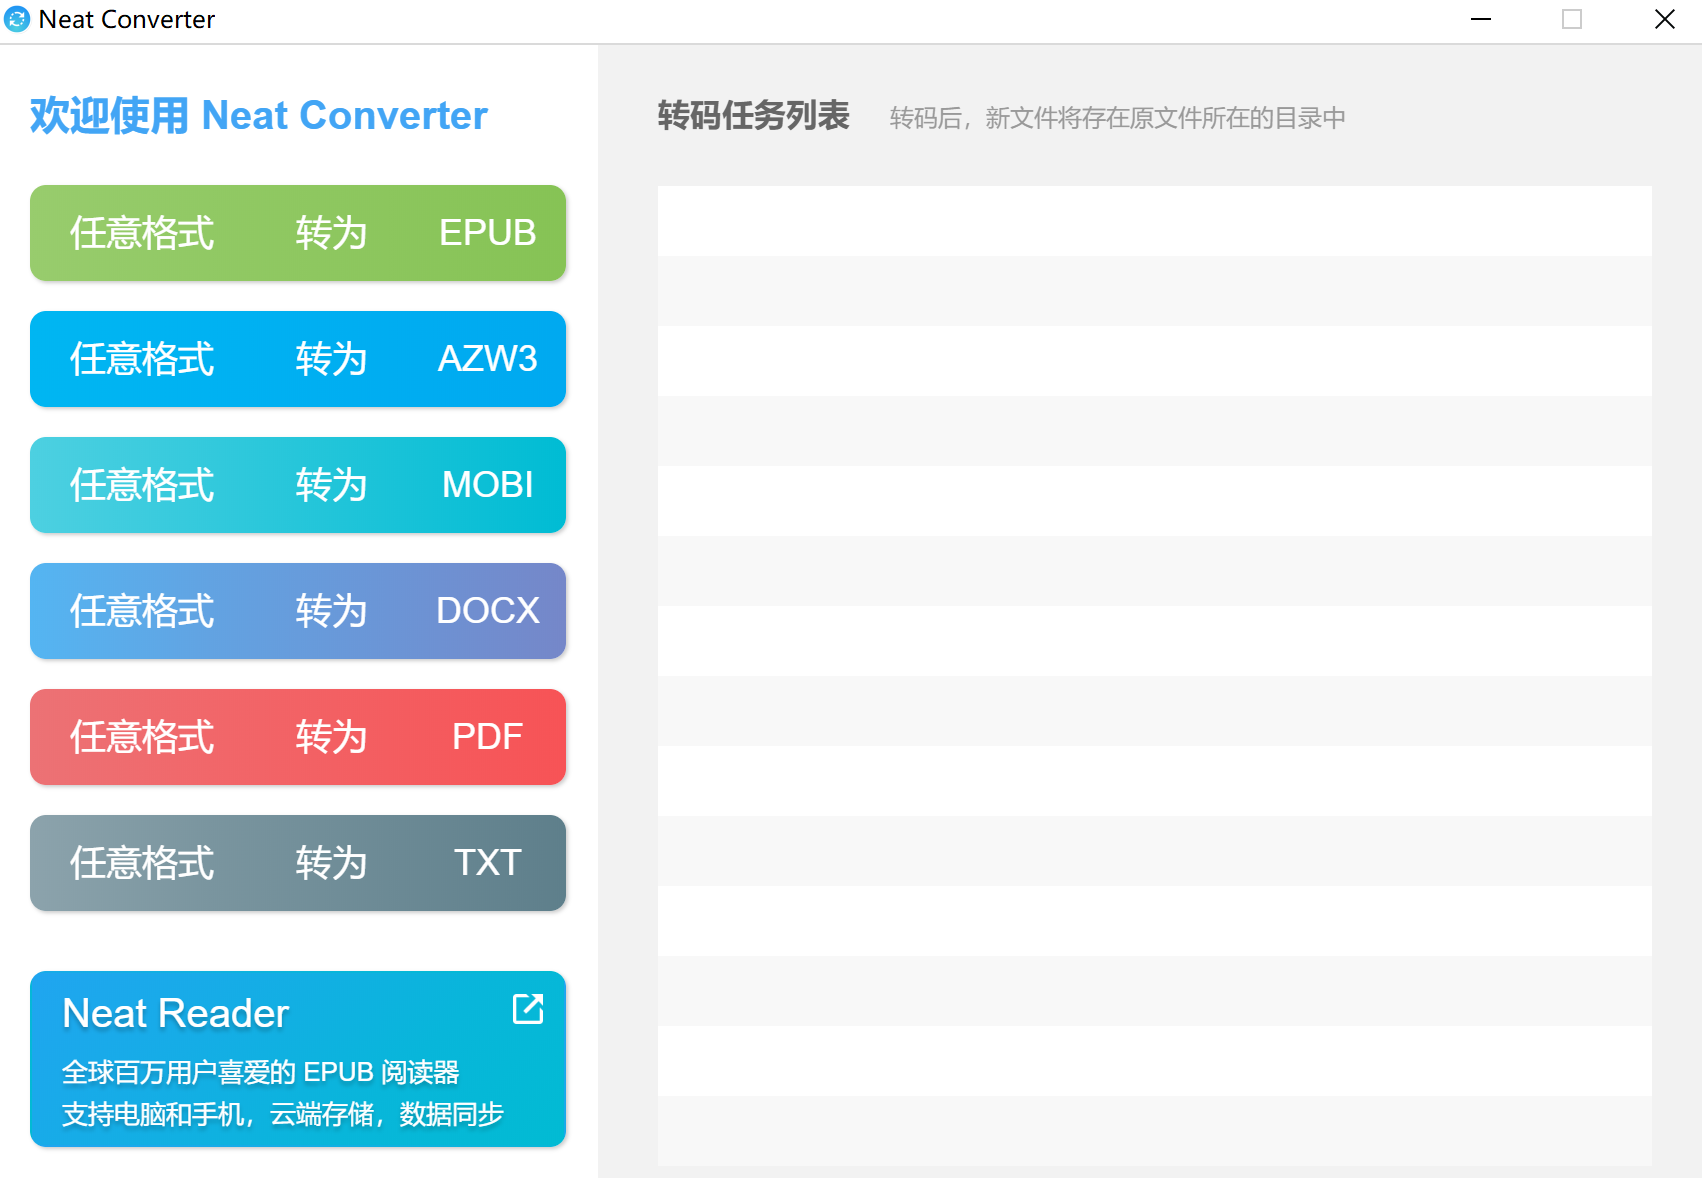 Neat Converter
欢迎使用 Neat Converter
任意格式 转为 EPUB
任意格式 转为 AZW3
任意格式 转为 MOBI
任意格式 转为 DOCX
任意格式 转为 PDF
任意格式 转为 TXT
Neat Reader
全球百万用户喜爱的 EPUB 阅读器
支持电脑和手机，云端存储，数据同步
转码任务列表 转码后，新文件将存在原文件所在的目录中